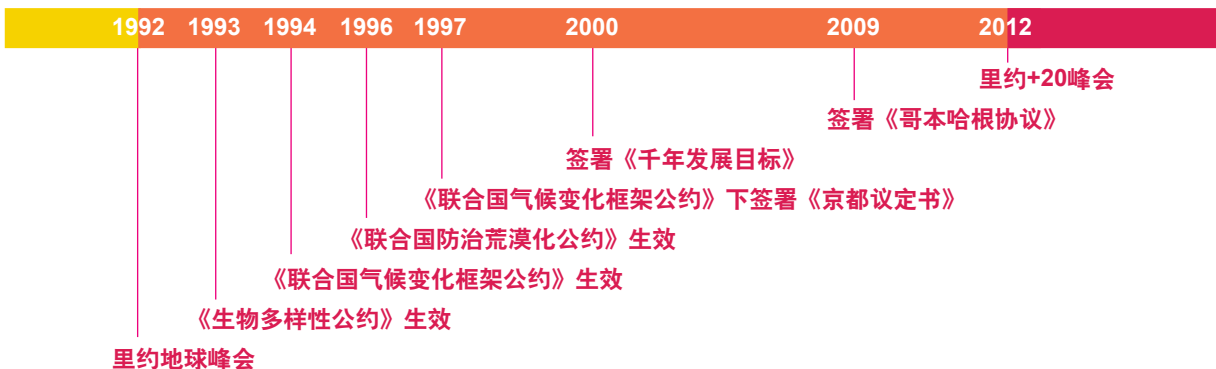 1992 1993 1994 1996 1997 2000 2009 2012
里约+20峰会
签署《哥本哈根协议》
签署《千年发展目标》
《联合国气候变化框架公约》下签署《京都议定书》
《联合国防治荒漠化公约》生效
《联合国气候变化框架公约》生效
《生物多样性公约》生效
里约地球峰会